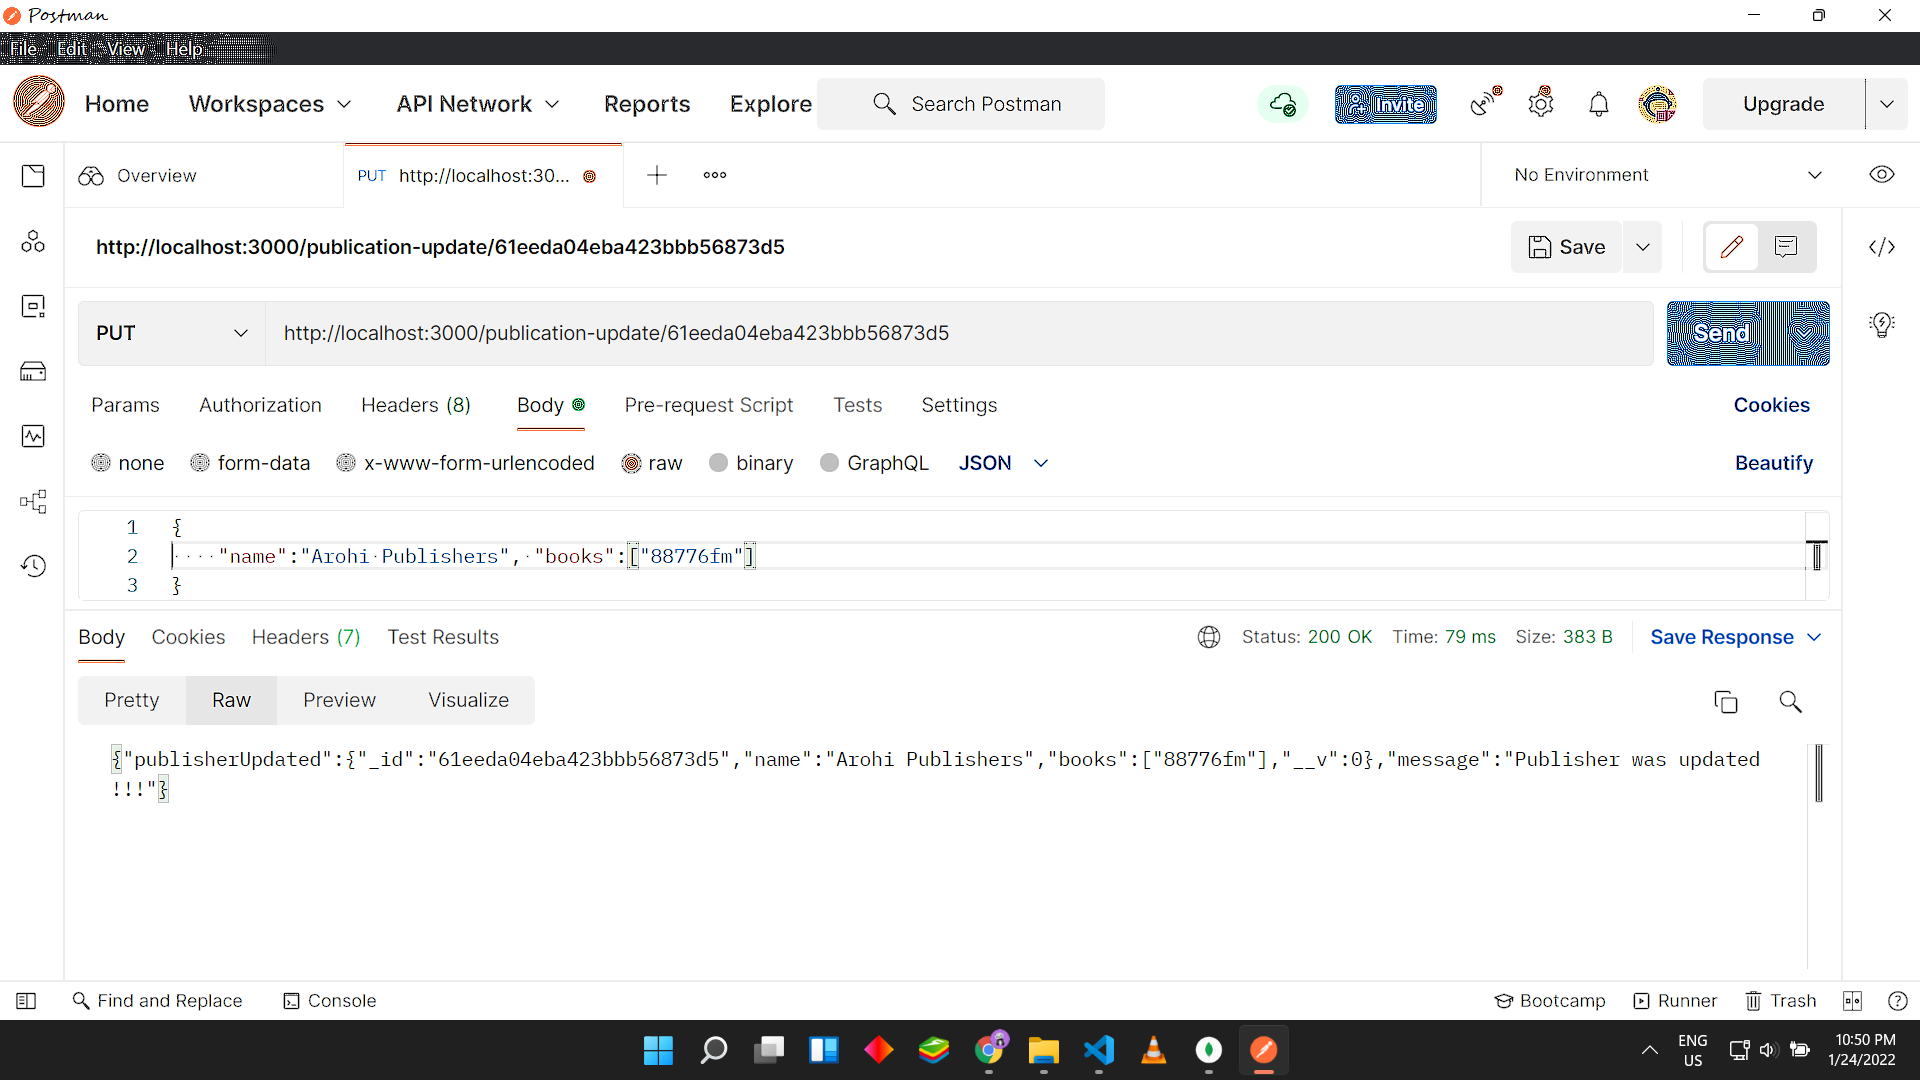 Postman
File Edit View Help
Home Workspaces API Network Reports Explore Search Postman Invite Upgrade
Overview PUT http://localhost:30... No Environment
http://localhost:3000/publication-update/61eeda04eba423bbb56873d5 Save
PUT http://localhost:3000/publication-update/61eeda04eba423bbb56873d5 Send
Params Authorization Headers (8) Body Pre-request Script Tests Settings Cookies
none form-data x-www-form-urlencoded raw binary GraphQL JSON Beautify
1 {
2 "name":"Arohi Publishers", "books":["88776fm"]
3 }
Body Cookies Headers (7) Test Results Status: 200 OK Time: 79 ms Size: 383 B Save Response
Pretty Raw Preview Visualize
{"publisherUpdated":{"_id":"61eeda04eba423bbb56873d5","name":"Arohi Publishers","books":["88776fm"],"__v":0},"message":"Publisher was updated
!!!"}
Find and Replace Console Bootcamp Runner Trash
ENG 10:50 PM
US 1/24/2022